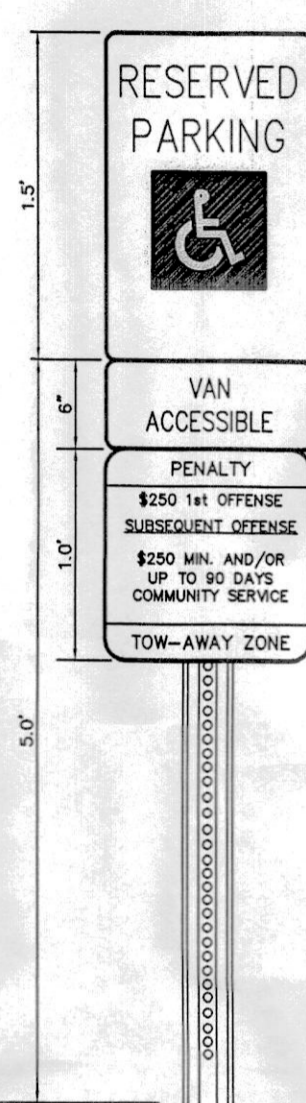 RESERVED
PARKING
VAN
ACCESSIBLE
PENALTY
$250 1st OFFENSE
SUBSEQUENT OFFENSE
$250 MIN. AND/OR
UP TO 90 DAYS
COMMUNITY SERVICE
TOW-AWAY ZONE
1.5'
6"
1.0'
5.0'